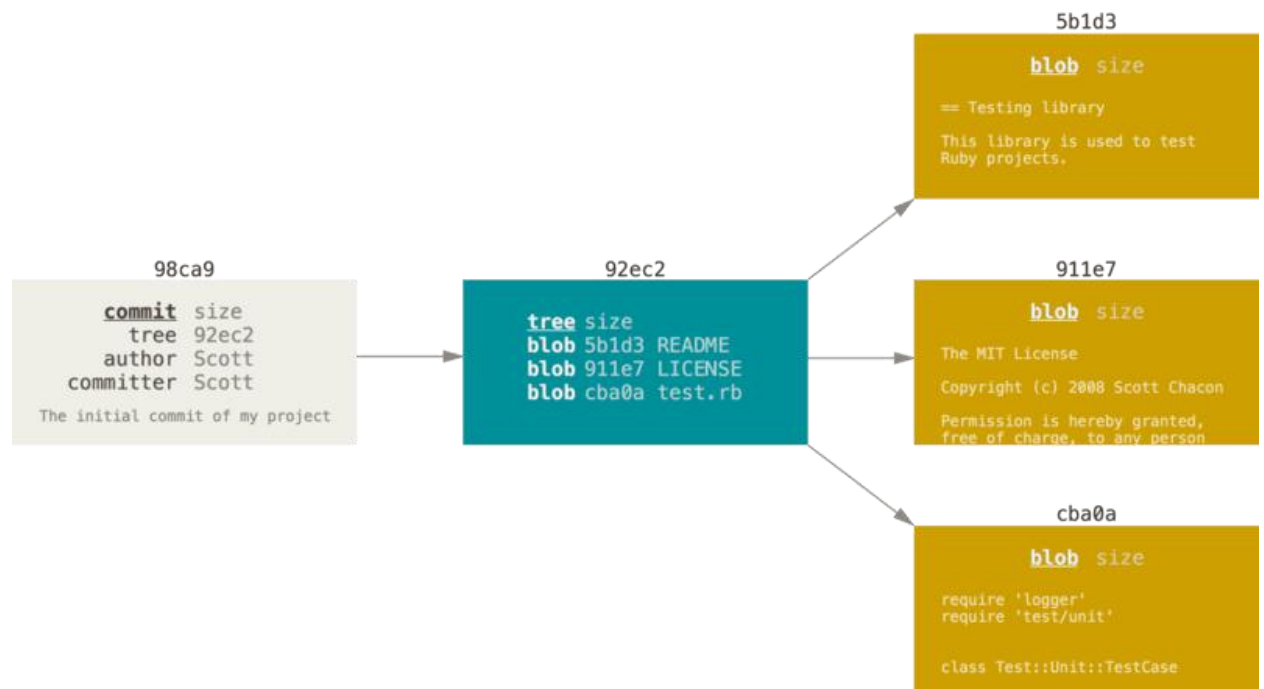 98ca9
commit size
tree 92ec2
author Scott
committer Scott
The initial commit of my project
92ec2
tree size
blob 5b1d3 README
blob 911e7 LICENSE
blob cba0a test.rb
5b1d3
blob size
== Testing library
This library is used to test
Ruby projects.
911e7
blob size
The MIT License
Copyright (c) 2008 Scott Chacon
Permission is hereby granted,
free of charge, to any person
cba0a
blob size
require 'logger'
require 'test/unit'
class Test::Unit::TestCase